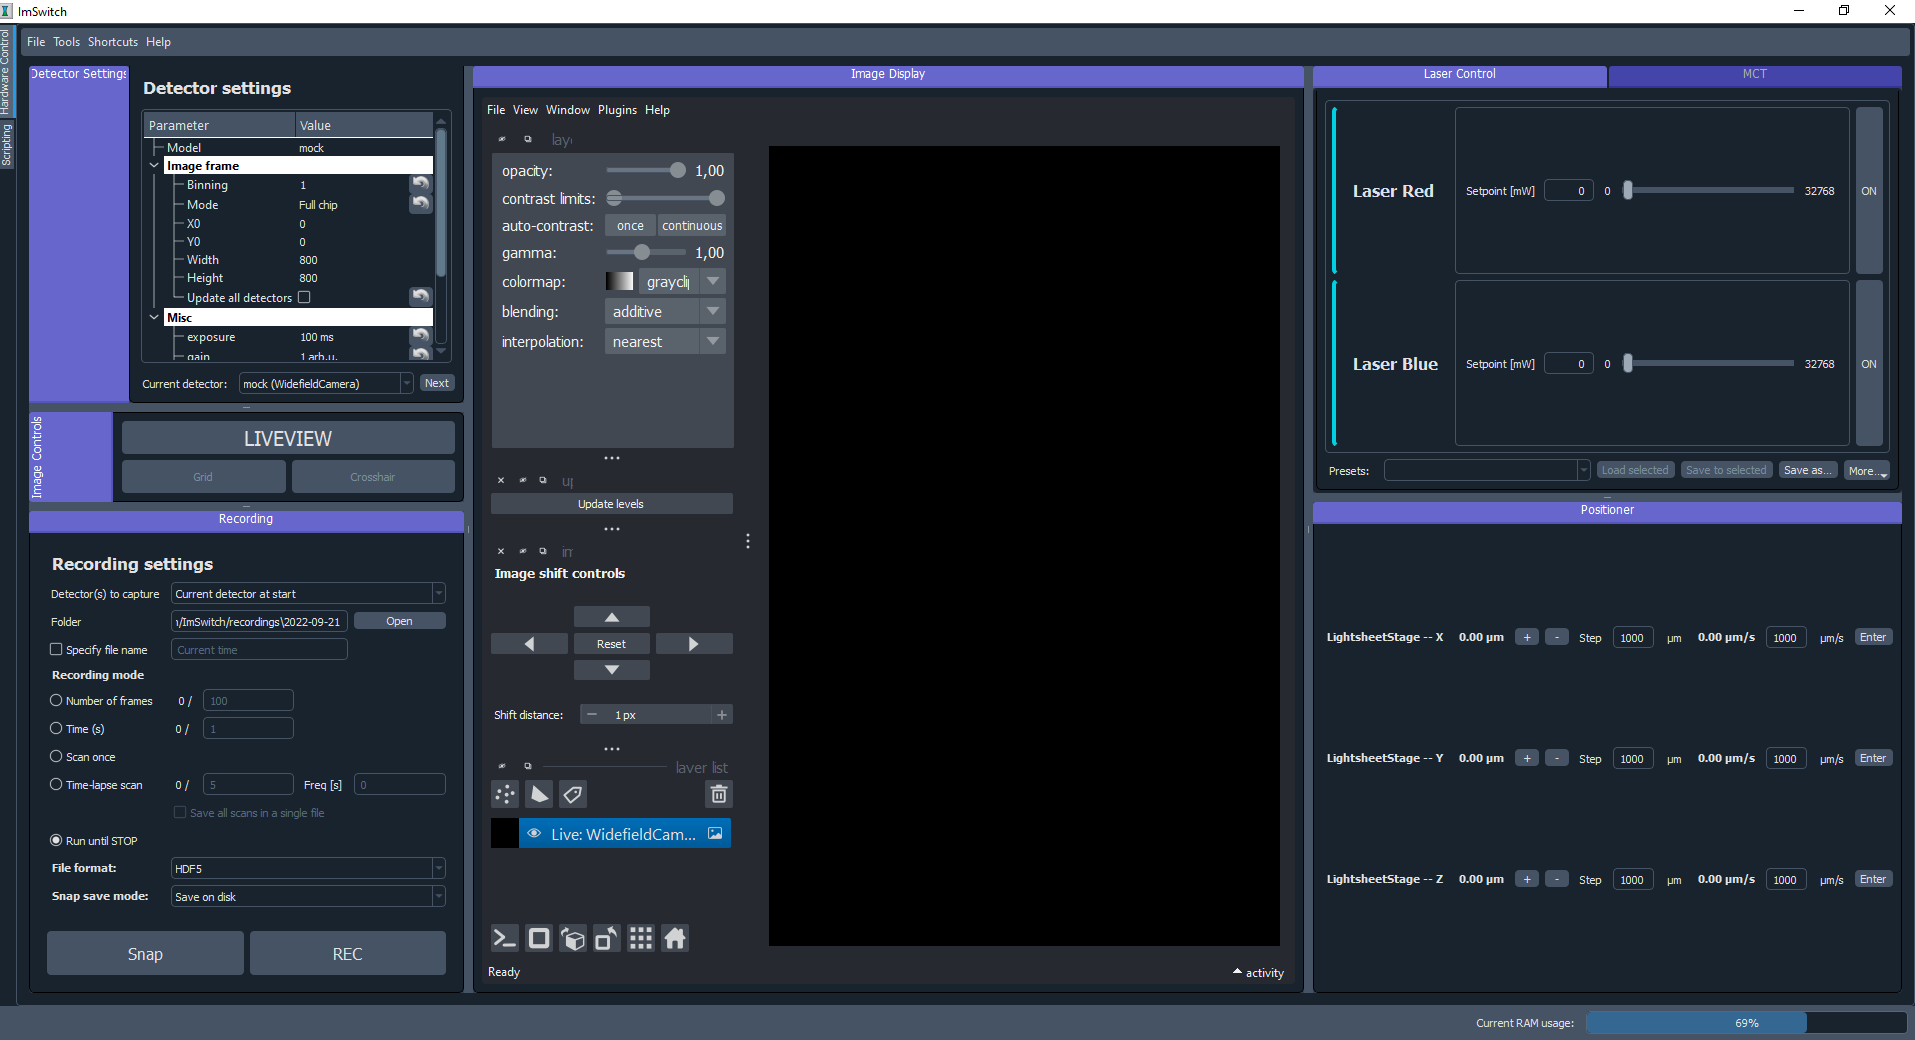 ImSwitch
Hardware Control
Scripting
File Tools Shortcuts Help
Detector Settings
Detector settings
Parameter Value
Model mock
Image frame
Binning 1
Mode Full chip
X0 0
Y0 0
Width 800
Height 800
Update all detectors
Misc
exposure 100 ms
gain 1 arb.u.
Current detector: mock (WidefieldCamera) Next
Image Controls
LIVEVIEW
Grid Crosshair
Recording
Recording settings
Detector(s) to capture Current detector at start
Folder /ImSwitch/recordings\2022-09-21 Open
Specify file name Current time
Recording mode
Number of frames 0 / 100
Time (s) 0 / 1
Scan once
Time-lapse scan 0 / 5 Freq [s] 0
Save all scans in a single file
Run until STOP
File format: HDF5
Snap save mode: Save on disk
Snap REC
Image Display
File View Window Plugins Help
opacity: 1,00
contrast limits:
auto-contrast: once continuous
gamma: 1,00
colormap: grayclip
blending: additive
interpolation: nearest
Update levels
Image shift controls
Reset
Shift distance: 1 px
layer list
Live: WidefieldCam...
Ready activity
Laser Control MCT
Laser Red Setpoint [mW] 0 0 32768 ON
Laser Blue Setpoint [mW] 0 0 32768 ON
Presets: Load selected Save to selected Save as... More...
Positioner
LightsheetStage -- X 0.00 µm + - Step 1000 µm 0.00 µm/s 1000 µm/s Enter
LightsheetStage -- Y 0.00 µm + - Step 1000 µm 0.00 µm/s 1000 µm/s Enter
LightsheetStage -- Z 0.00 µm + - Step 1000 µm 0.00 µm/s 1000 µm/s Enter
Current RAM usage: 69%